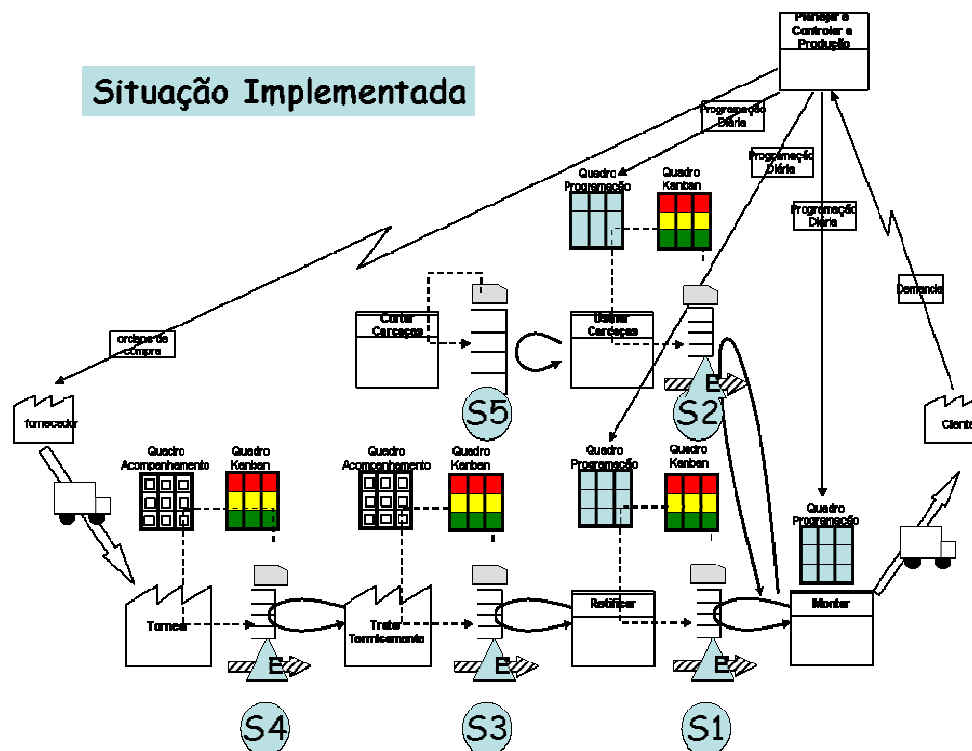 Planejar e
Controlar a
Produção
Situação Implementada
Programação
Diária
Programação
Diária
Quadro
Programação
Quadro
Kanban
Programação
Diária
Demanda
Cortar
Carcaças
Usinar
Carcaças
ordens de
compra
E
S5
S2
fornecedor
Cliente
Quadro
Acompanhamento
Quadro
Kanban
Quadro
Acompanhamento
Quadro
Kanban
Quadro
Programação
Quadro
Kanban
Quadro
Programação
Tornear
Tratar
Termicamente
Retificar
Montar
E
E
E
S4
S3
S1